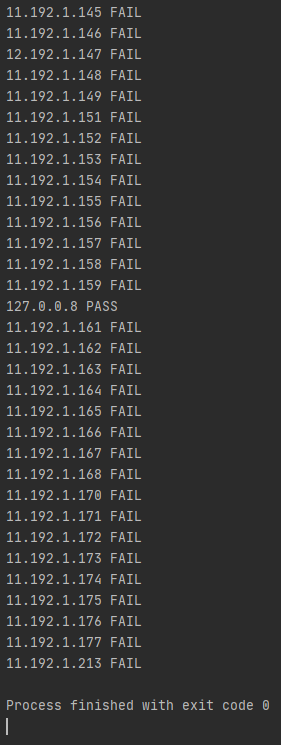 11.192.1.145 FAIL
11.192.1.146 FAIL
12.192.1.147 FAIL
11.192.1.148 FAIL
11.192.1.149 FAIL
11.192.1.151 FAIL
11.192.1.152 FAIL
11.192.1.153 FAIL
11.192.1.154 FAIL
11.192.1.155 FAIL
11.192.1.156 FAIL
11.192.1.157 FAIL
11.192.1.158 FAIL
11.192.1.159 FAIL
127.0.0.8 PASS
11.192.1.161 FAIL
11.192.1.162 FAIL
11.192.1.163 FAIL
11.192.1.164 FAIL
11.192.1.165 FAIL
11.192.1.166 FAIL
11.192.1.167 FAIL
11.192.1.168 FAIL
11.192.1.170 FAIL
11.192.1.171 FAIL
11.192.1.172 FAIL
11.192.1.173 FAIL
11.192.1.174 FAIL
11.192.1.175 FAIL
11.192.1.176 FAIL
11.192.1.177 FAIL
11.192.1.213 FAIL
Process finished with exit code 0